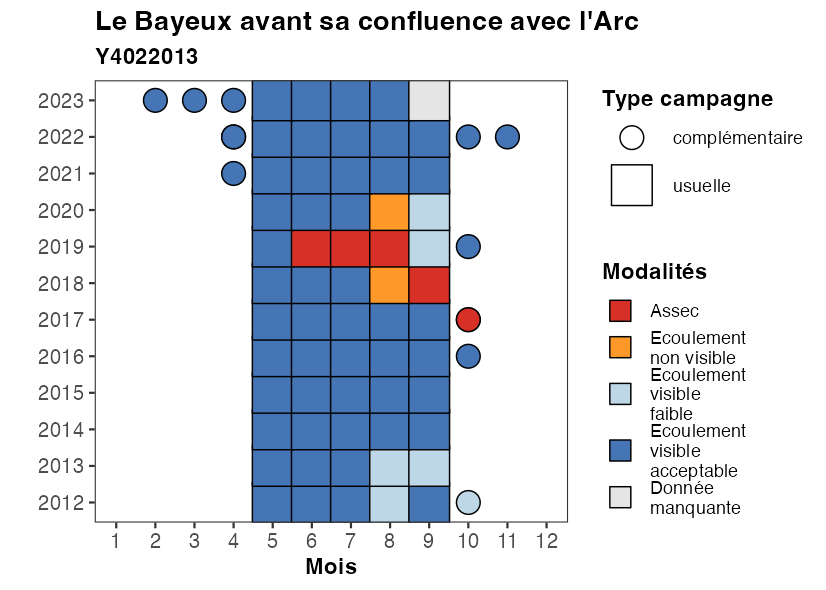 Le Bayeux avant sa confluence avec l'Arc
Y4022013
2023
2022
2021
2020
2019
2018
2017
2016
2015
2014
2013
2012
1 2 3 4 5 6 7 8 9 10 11 12
Mois
Type campagne
complémentaire
usuelle
Modalités
Assec
Ecoulement
non visible
Ecoulement
visible
faible
Ecoulement
visible
acceptable
Donnée
manquante